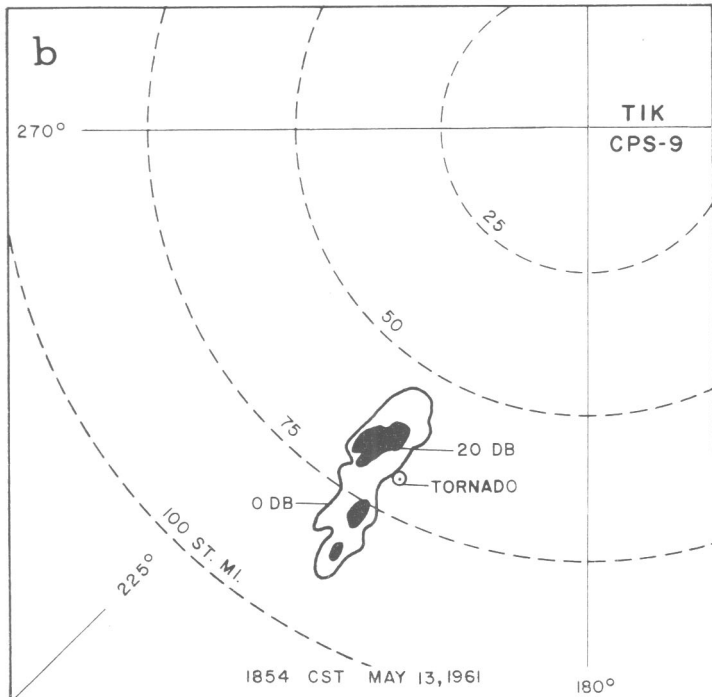 b
TIK
CPS-9
270°
25
50
75
20 DB
TORNADO
0 DB
100 ST. MI.
225°
1854 CST MAY 13, 1961
180°